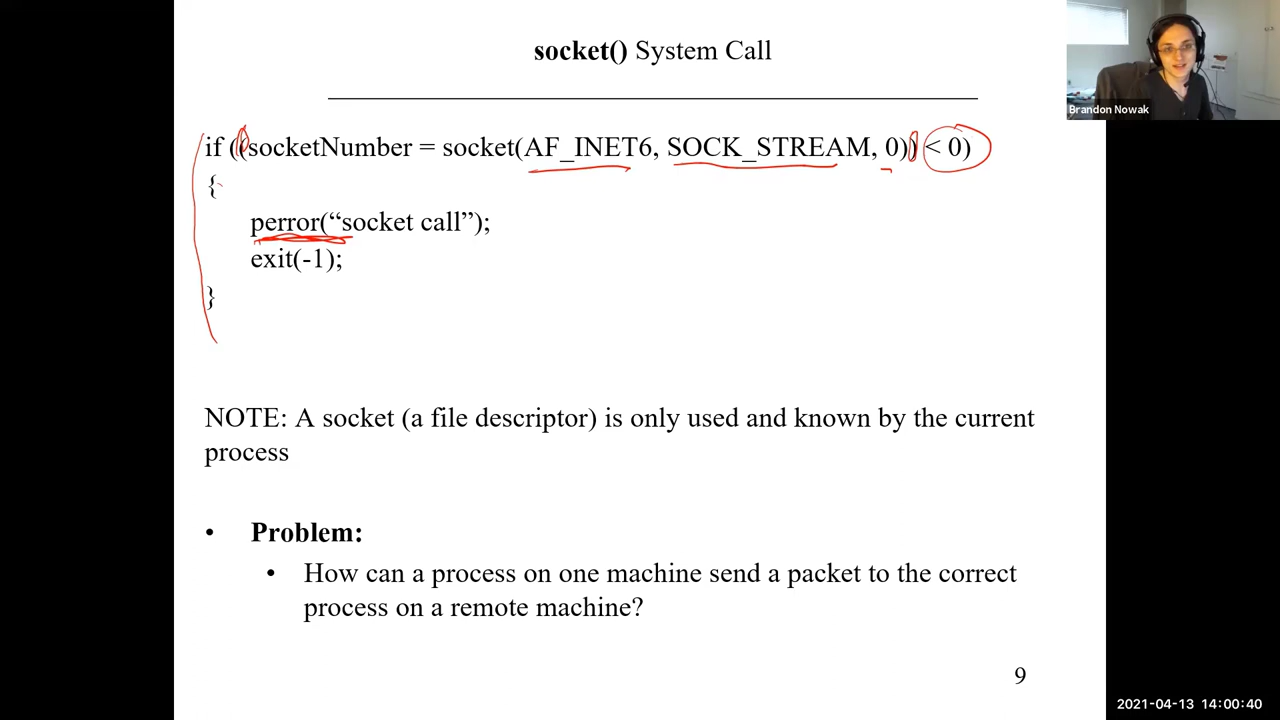 socket() System Call
Brandon Nowak
if ((socketNumber = socket(AF_INET6, SOCK_STREAM, 0)) < 0)
{
perror(“socket call”);
exit(-1);
}
NOTE: A socket (a file descriptor) is only used and known by the current
process
• Problem:
• How can a process on one machine send a packet to the correct
process on a remote machine?
9
2021-04-13 14:00:40